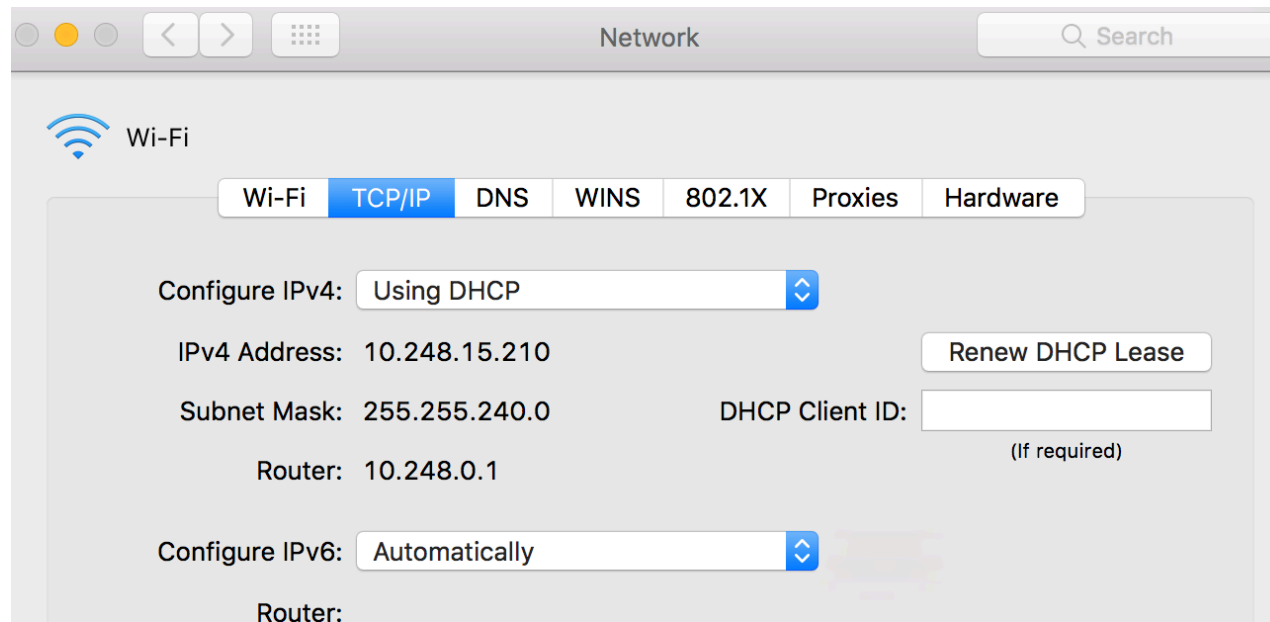 Network
Search
Wi-Fi
Wi-Fi TCP/IP DNS WINS 802.1X Proxies Hardware
Configure IPv4: Using DHCP
IPv4 Address: 10.248.15.210 Renew DHCP Lease
Subnet Mask: 255.255.240.0 DHCP Client ID:
(If required)
Router: 10.248.0.1
Configure IPv6: Automatically
Router: